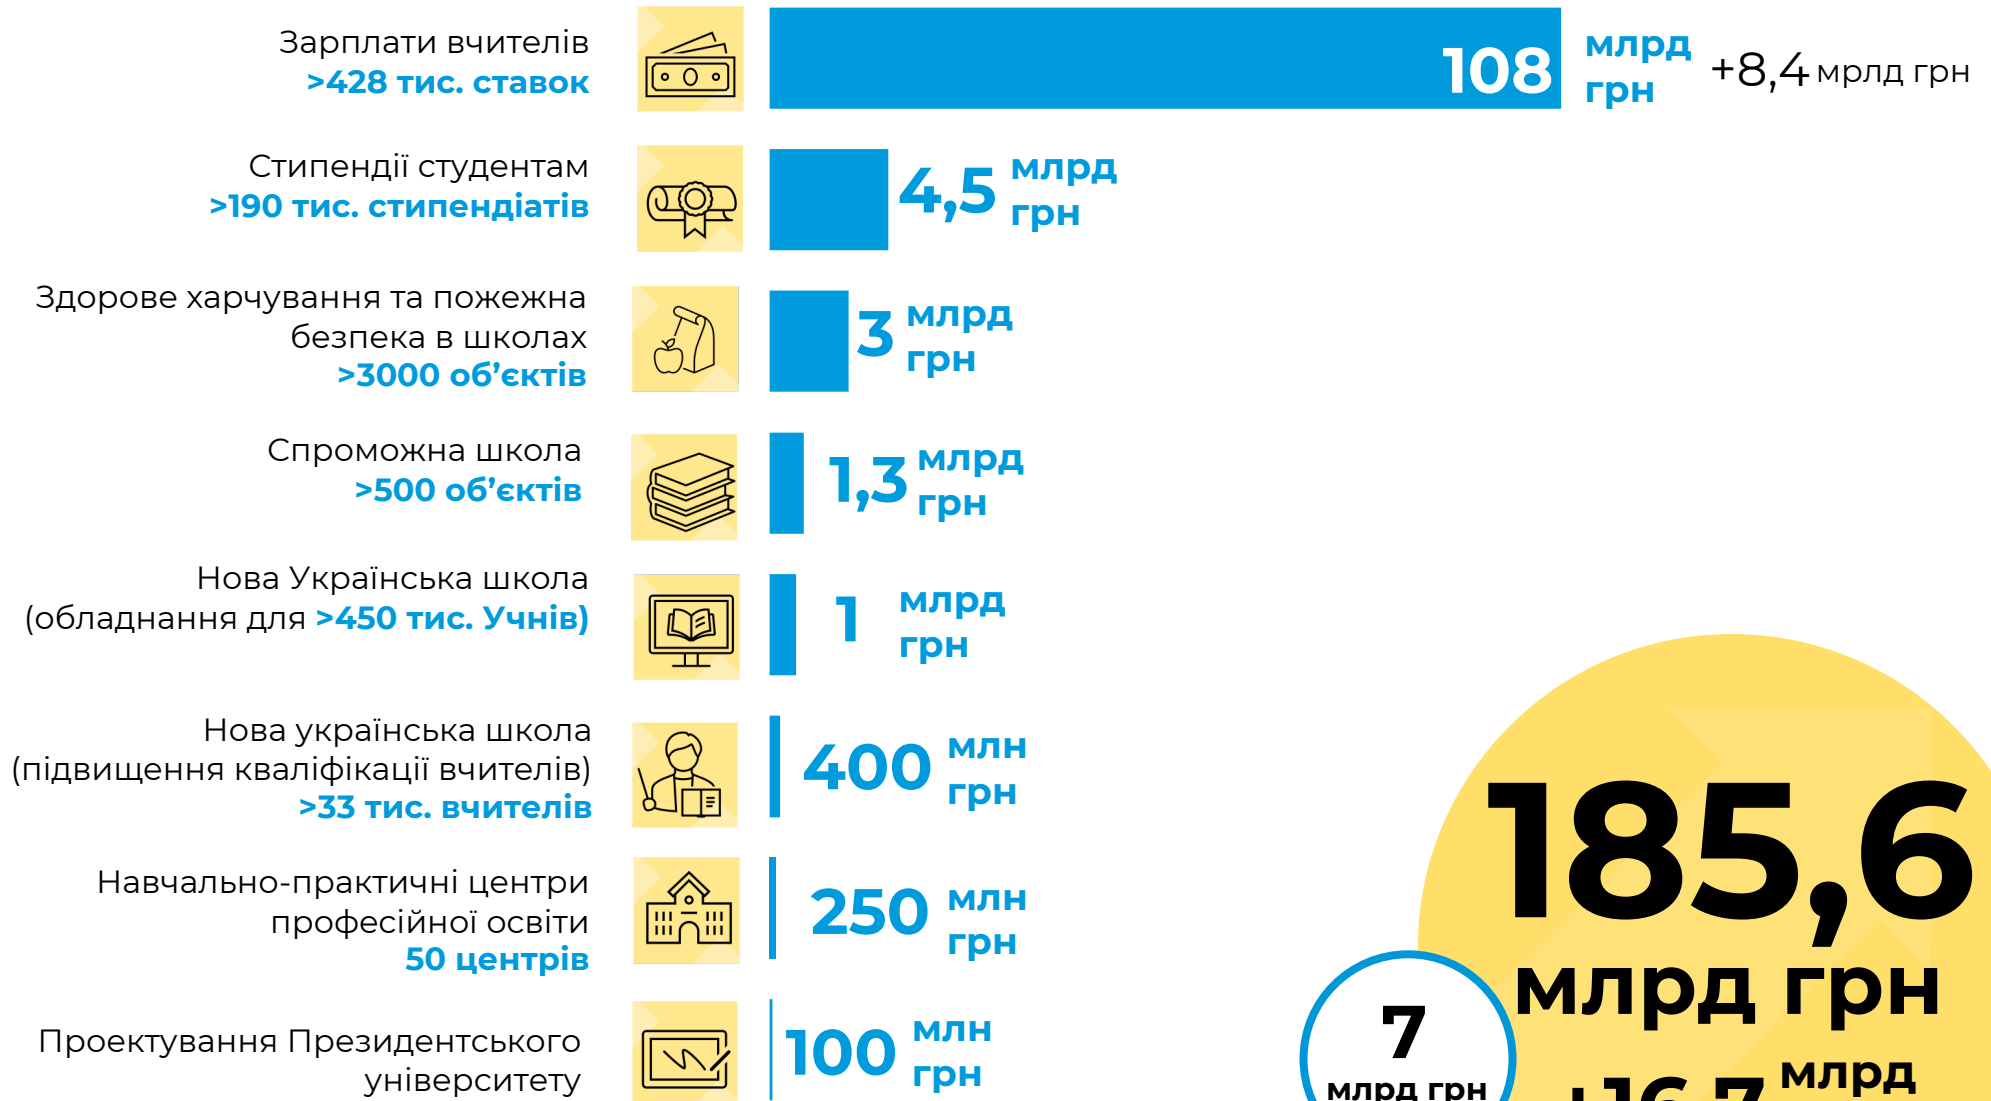 Зарплати вчителів
>428 тис. ставок
108 млрд грн +8,4 мрлд грн
Стипендії студентам
>190 тис. стипендіатів
4,5 млрд грн
Здорове харчування та пожежна
безпека в школах
>3000 об’єктів
3 млрд грн
Спроможна школа
>500 об’єктів
1,3 млрд грн
Нова Українська школа
(обладнання для >450 тис. Учнів)
1 млрд грн
Нова українська школа
(підвищення кваліфікації вчителів)
>33 тис. вчителів
400 млн грн
Навчально-практичні центри
професійної освіти
50 центрів
250 млн грн
Проектування Президентського
університету
100 млн грн
185,6
млрд грн
+16,7 млрд
7
млрд грн